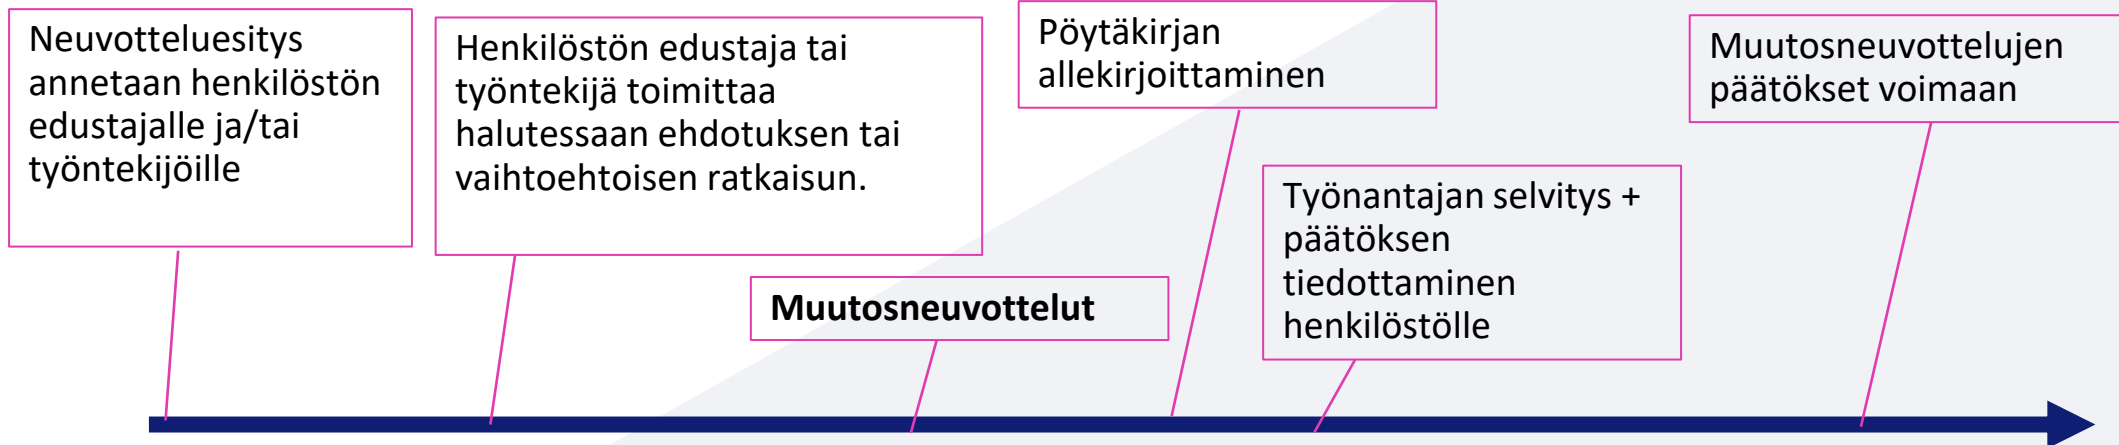 Neuvotteluesitys
annetaan henkilöstön
edustajalle ja/tai
työntekijöille
Henkilöstön edustaja tai
työntekijä toimittaa
halutessaan ehdotuksen tai
vaihtoehtoisen ratkaisun.
Muutosneuvottelut
Pöytäkirjan
allekirjoittaminen
Työnantajan selvitys +
päätöksen
tiedottaminen
henkilöstölle
Muutosneuvottelujen
päätökset voimaan